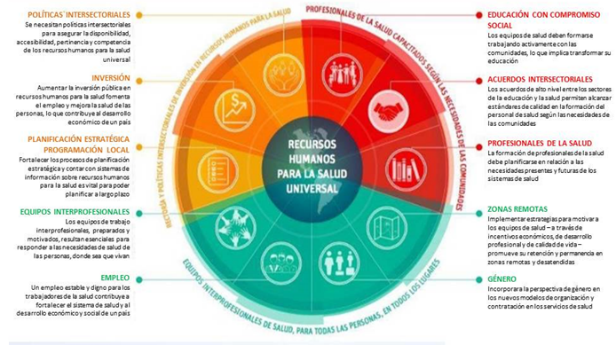 POLÍTICAS INTERSECTORIALES
Se necesitan políticas intersectoriales
para asegurar la disponibilidad,
accesibilidad, pertinencia y competencia
de los recursos humanos para la salud
universal
INVERSIÓN
Aumentar la inversión pública en
recursos humanos para la salud fomenta
el empleo y mejora la salud de las
personas, lo que contribuye al desarrollo
económico de un país
PLANIFICACIÓN ESTRATÉGICA
PROGRAMACIÓN LOCAL
Fortalecer los procesos de planificación
estratégica y contar con sistemas de
información sobre recursos humanos
para la salud es vital para poder
planificar a largo plazo
EQUIPOS INTERPROFESIONALES
Los equipos de trabajo
interprofesionales, preparados y
motivados, resultan esenciales para
responder a las necesidades de salud de
las personas, donde sea que vivan
EMPLEO
Un empleo estable y digno para los
trabajadores de la salud contribuye a
fortalecer el sistema de salud y al
desarrollo económico y social de un país
RECTORÍA Y POLÍTICAS INTERSECTORIALES DE INVERSIÓN EN RECURSOS HUMANOS PARA LA SALUD
PROFESIONALES DE LA SALUD CAPACITADOS SEGÚN LAS NECESIDADES DE LAS COMUNIDADES
RECURSOS
HUMANOS
PARA LA SALUD
UNIVERSAL
EQUIPOS INTERPROFESIONALES DE SALUD, PARA TODAS LAS PERSONAS, EN TODOS LOS LUGARES
EDUCACIÓN CON COMPROMISO
SOCIAL
Los equipos de salud deben formarse
trabajando activamente con las
comunidades, lo que implica transformar su
educación
ACUERDOS INTERSECTORIALES
Los acuerdos de alto nivel entre los sectores
de la educación y la salud permitan alcanzar
estándares de calidad en la formación del
personal de salud según las necesidades de
las comunidades
PROFESIONALES DE LA SALUD
La formación de profesionales de la salud
debe planificarse en relación a las
necesidades presentes y futuras de los
sistemas de salud
ZONAS REMOTAS
Implementar estrategias para motivar a
los equipos de salud – a través de
incentivos económicos, de desarrollo
profesional y de calidad de vida –
promueve su retención y permanencia en
zonas remotas y desatendidas
GÉNERO
Incorporar la perspectiva de género en
los nuevos modelos de organización y
contratación en los servicios de salud